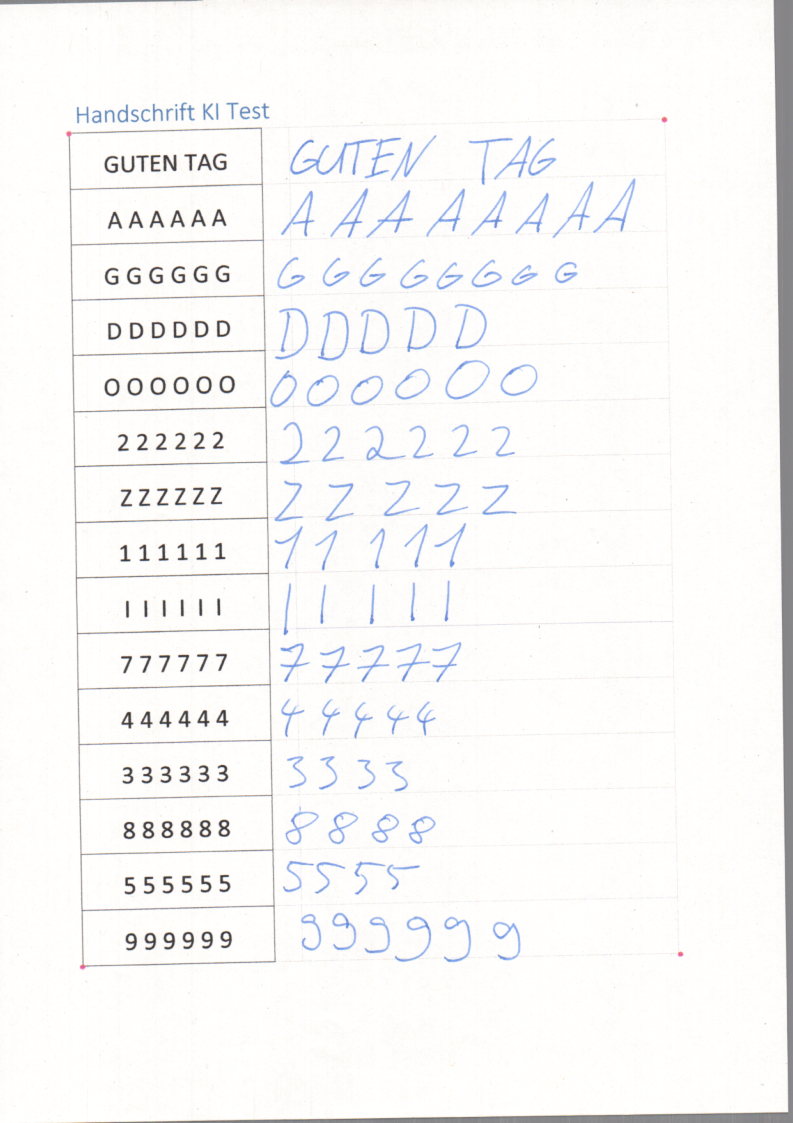 Handschrift KI Test
GUTEN TAG GUTEN TAG
A A A A A A A A A A A A A A
G G G G G G G G G G G G G G
D D D D D D D D D D D
O O O O O O O O O O O O
2 2 2 2 2 2 2 2 2 2 2 2
Z Z Z Z Z Z Z Z Z Z Z
1 1 1 1 1 1 1 1 1 1 1
I I I I I I I I I I I
7 7 7 7 7 7 7 7 7 7 7
4 4 4 4 4 4 4 4 4 4 4
3 3 3 3 3 3 3 3 3 3
8 8 8 8 8 8 8 8 8 8
5 5 5 5 5 5 5 5 5 5
9 9 9 9 9 9 9 9 9 9 9 9